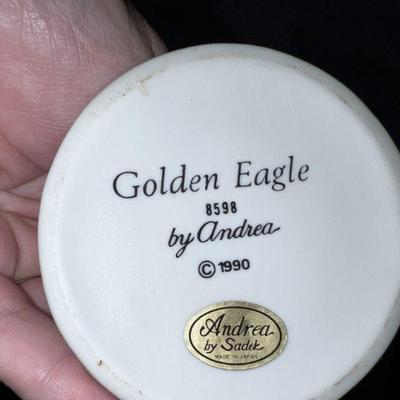 Golden Eagle
8598
by Andrea
© 1990
Andrea
by Sadek
MADE IN JAPAN